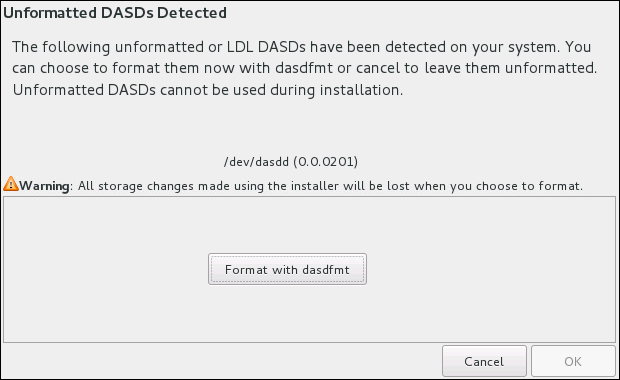 Unformatted DASDs Detected
The following unformatted or LDL DASDs have been detected on your system. You
can choose to format them now with dasdfmt or cancel to leave them unformatted.
Unformatted DASDs cannot be used during installation.
/dev/dasdd (0.0.0201)
Warning: All storage changes made using the installer will be lost when you choose to format.
Format with dasdfmt
Cancel OK